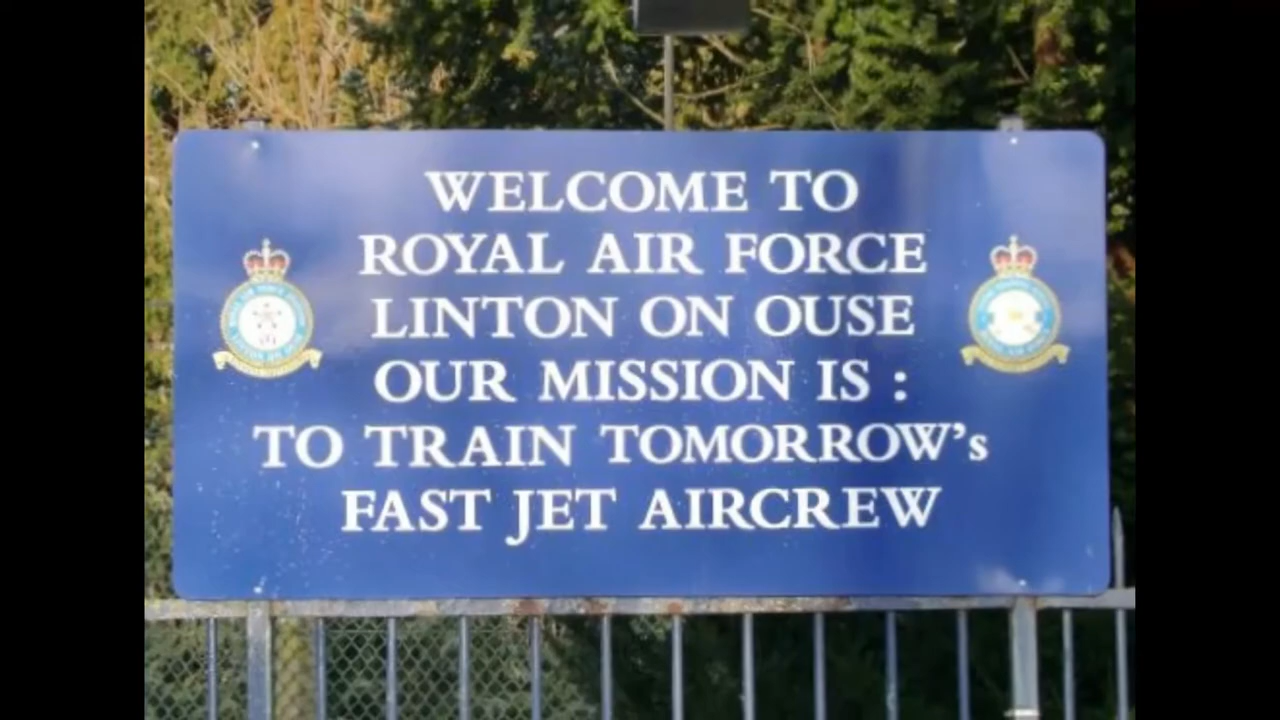 WELCOME TO
ROYAL AIR FORCE
LINTON ON OUSE
OUR MISSION IS :
TO TRAIN TOMORROW's
FAST JET AIRCREW